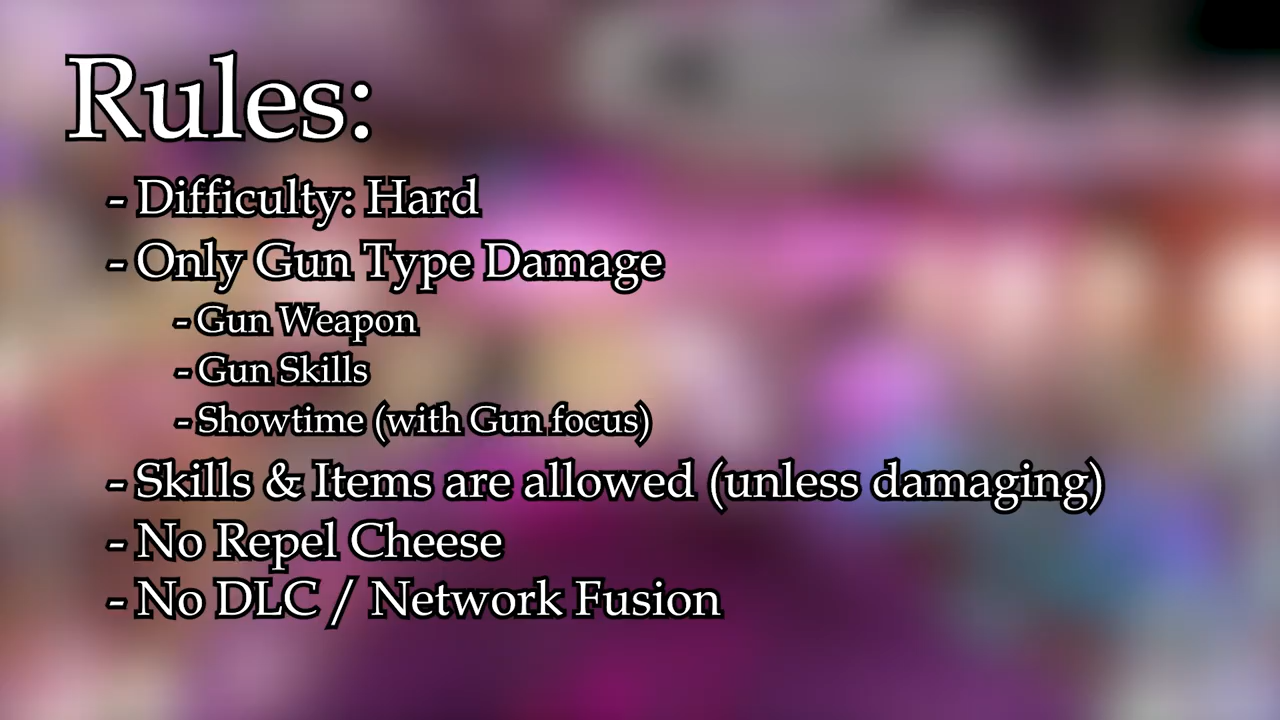 Rules:
- Difficulty: Hard
- Only Gun Type Damage
- Gun Weapon
- Gun Skills
- Showtime (with Gun focus)
- Skills & Items are allowed (unless damaging)
- No Repel Cheese
- No DLC / Network Fusion